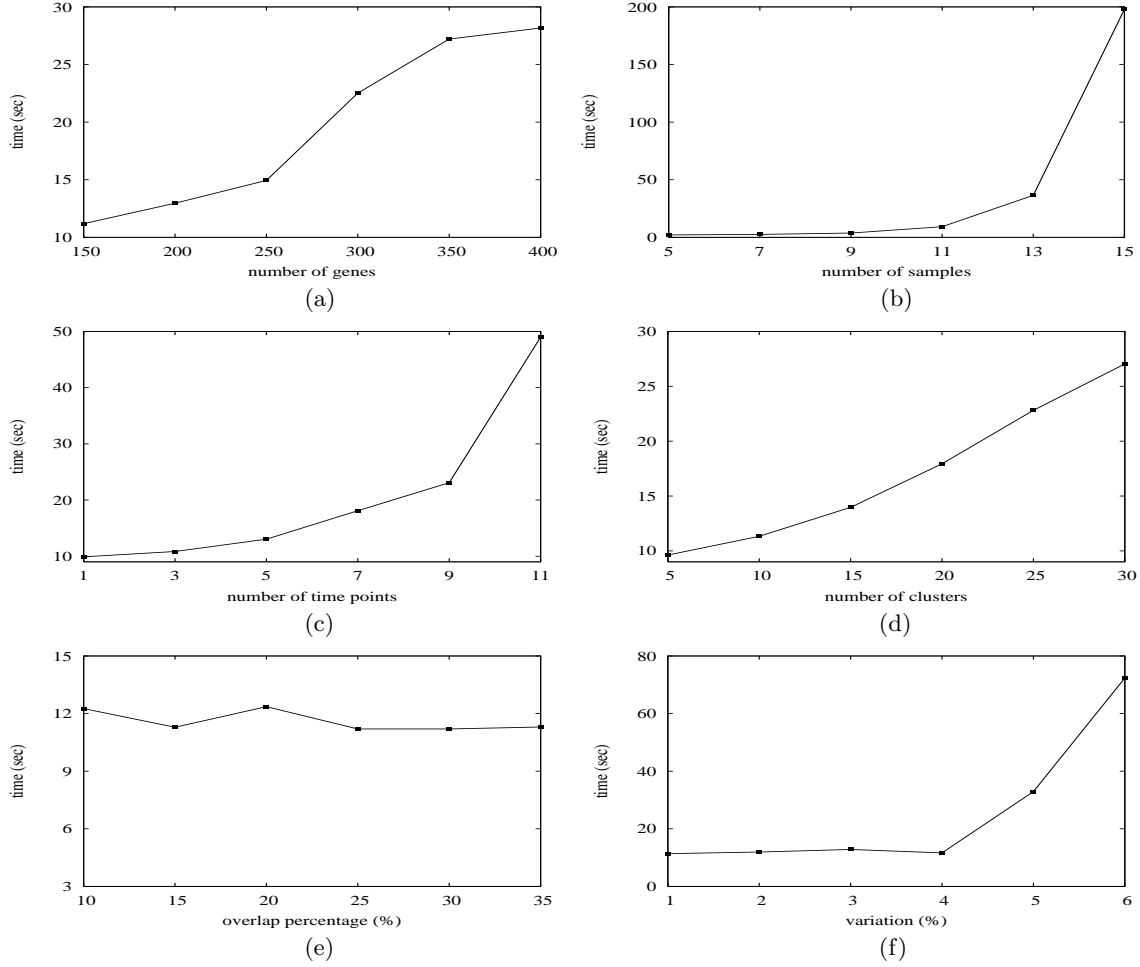 30
25
20
15
10
time (sec)
150 200 250 300 350 400
number of genes
(a)
200
150
100
50
0
time (sec)
5 7 9 11 13 15
number of samples
(b)
50
40
30
20
10
time (sec)
1 3 5 7 9 11
number of time points
(c)
30
25
20
15
10
time (sec)
5 10 15 20 25 30
number of clusters
(d)
15
12
9
6
3
time (sec)
10 15 20 25 30 35
overlap percentage (%)
(e)
80
60
40
20
0
time (sec)
1 2 3 4 5 6
variation (%)
(f)